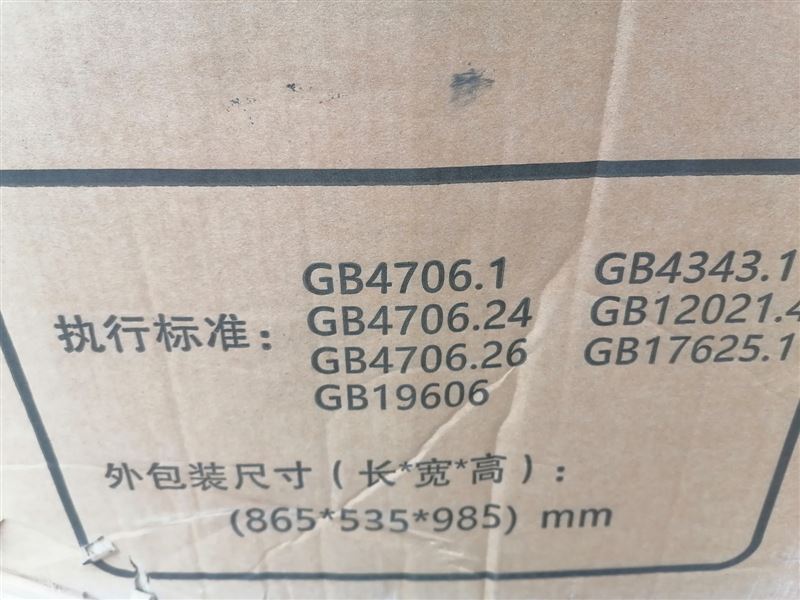 执行标准：
GB4706.1 GB4343.1
GB4706.24 GB12021.4
GB4706.26 GB17625.1
GB19606
外包装尺寸（长*宽*高）：
(865*535*985) mm